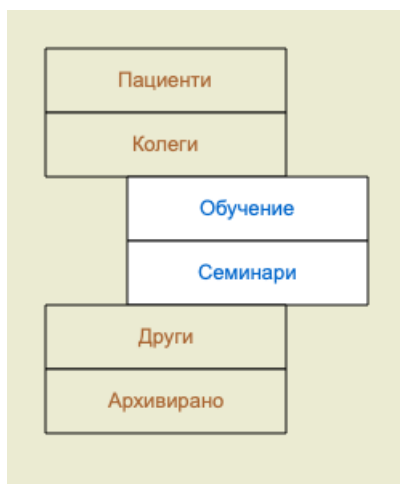 Пациенти
Колеги
Обучение
Семинари
Други
Архивирано